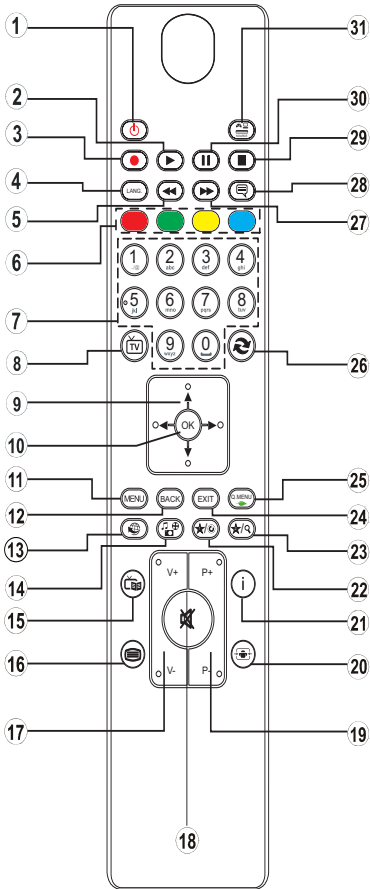 1
31
2
30
3
29
4
LANG.
28
5
27
6
1 ./@
2 abc
3 def
4 ghi
5 jkl
6 mno
7 pqrs
8 tuv
7
8
TV
9 wxyz
0
26
9
10
OK
11
MENU
BACK
EXIT
Q.MENU
25
12
24
13
23
14
22
15
V+
P+
i
21
16
20
V-
P-
17
19
18